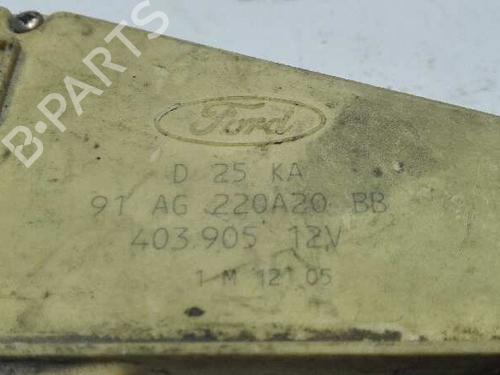 B-PARTS
Ford
D 25 KA
91 AG 220A20 BB
403.905 12V
1 M 121 05